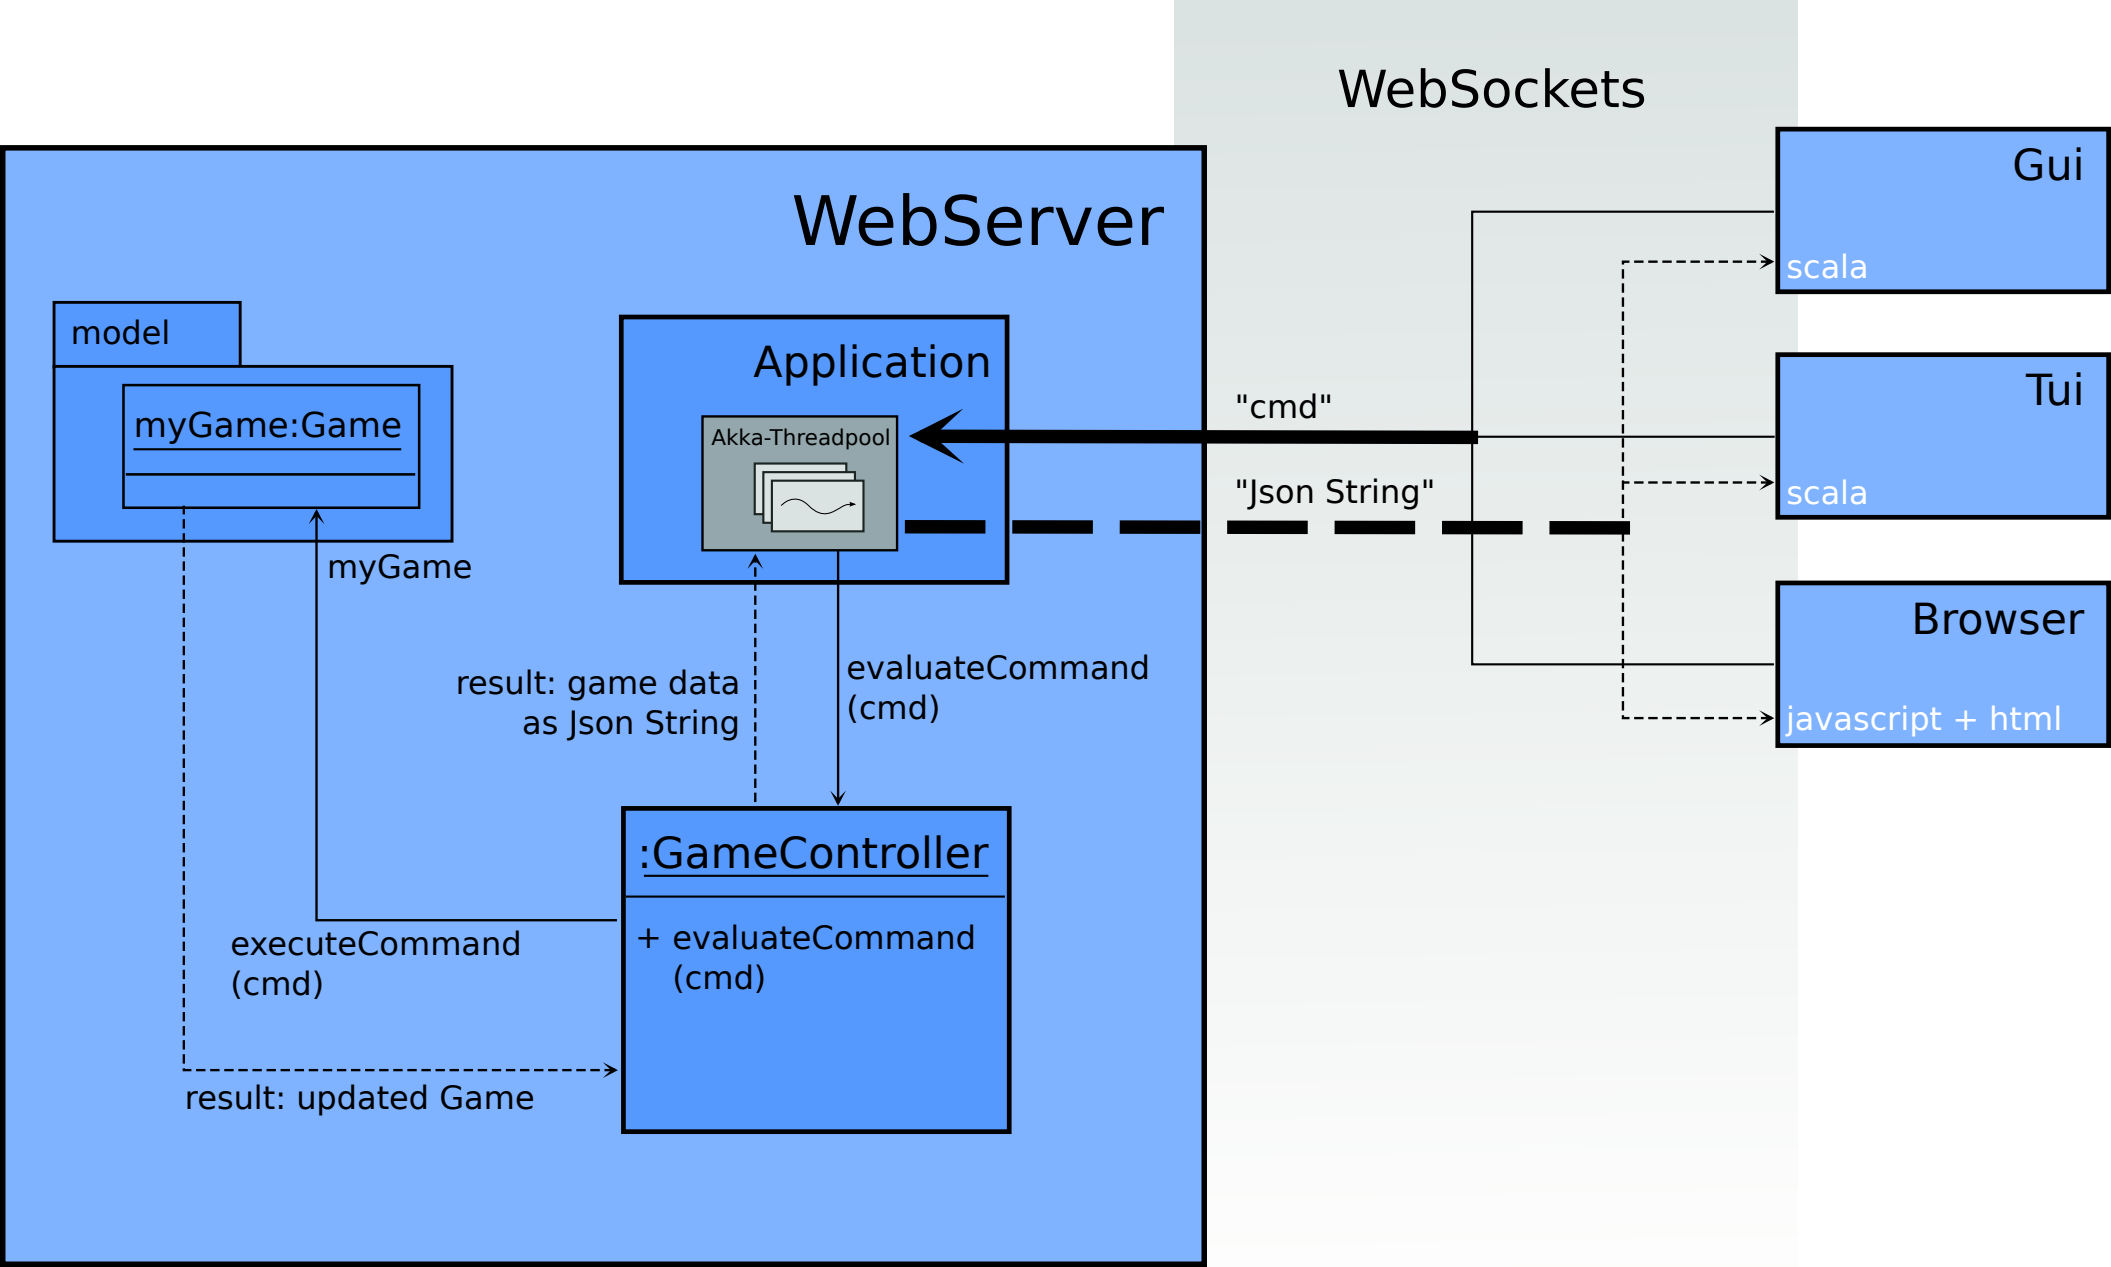 WebSockets
WebServer
Gui
scala
Tui
scala
Browser
javascript + html
model
myGame:Game
myGame
Application
Akka-Threadpool
"cmd"
"Json String"
result: game data
as Json String
evaluateCommand
(cmd)
:GameController
+ evaluateCommand
(cmd)
executeCommand
(cmd)
result: updated Game